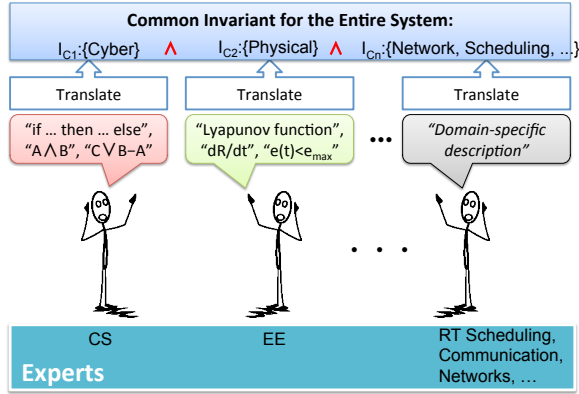 Common Invariant for the Entire System:
I_C1:{Cyber} ∧ I_C2:{Physical} ∧ I_Cn:{Network, Scheduling, ...}
Translate Translate Translate
“if ... then ... else”,
“A∧B”, “C∨B–A”
“Lyapunov function”,
“dR/dt”, “e(t)<e_max”
...
“Domain-specific
description”
. . .
CS
EE
RT Scheduling,
Communication,
Networks, ...
Experts